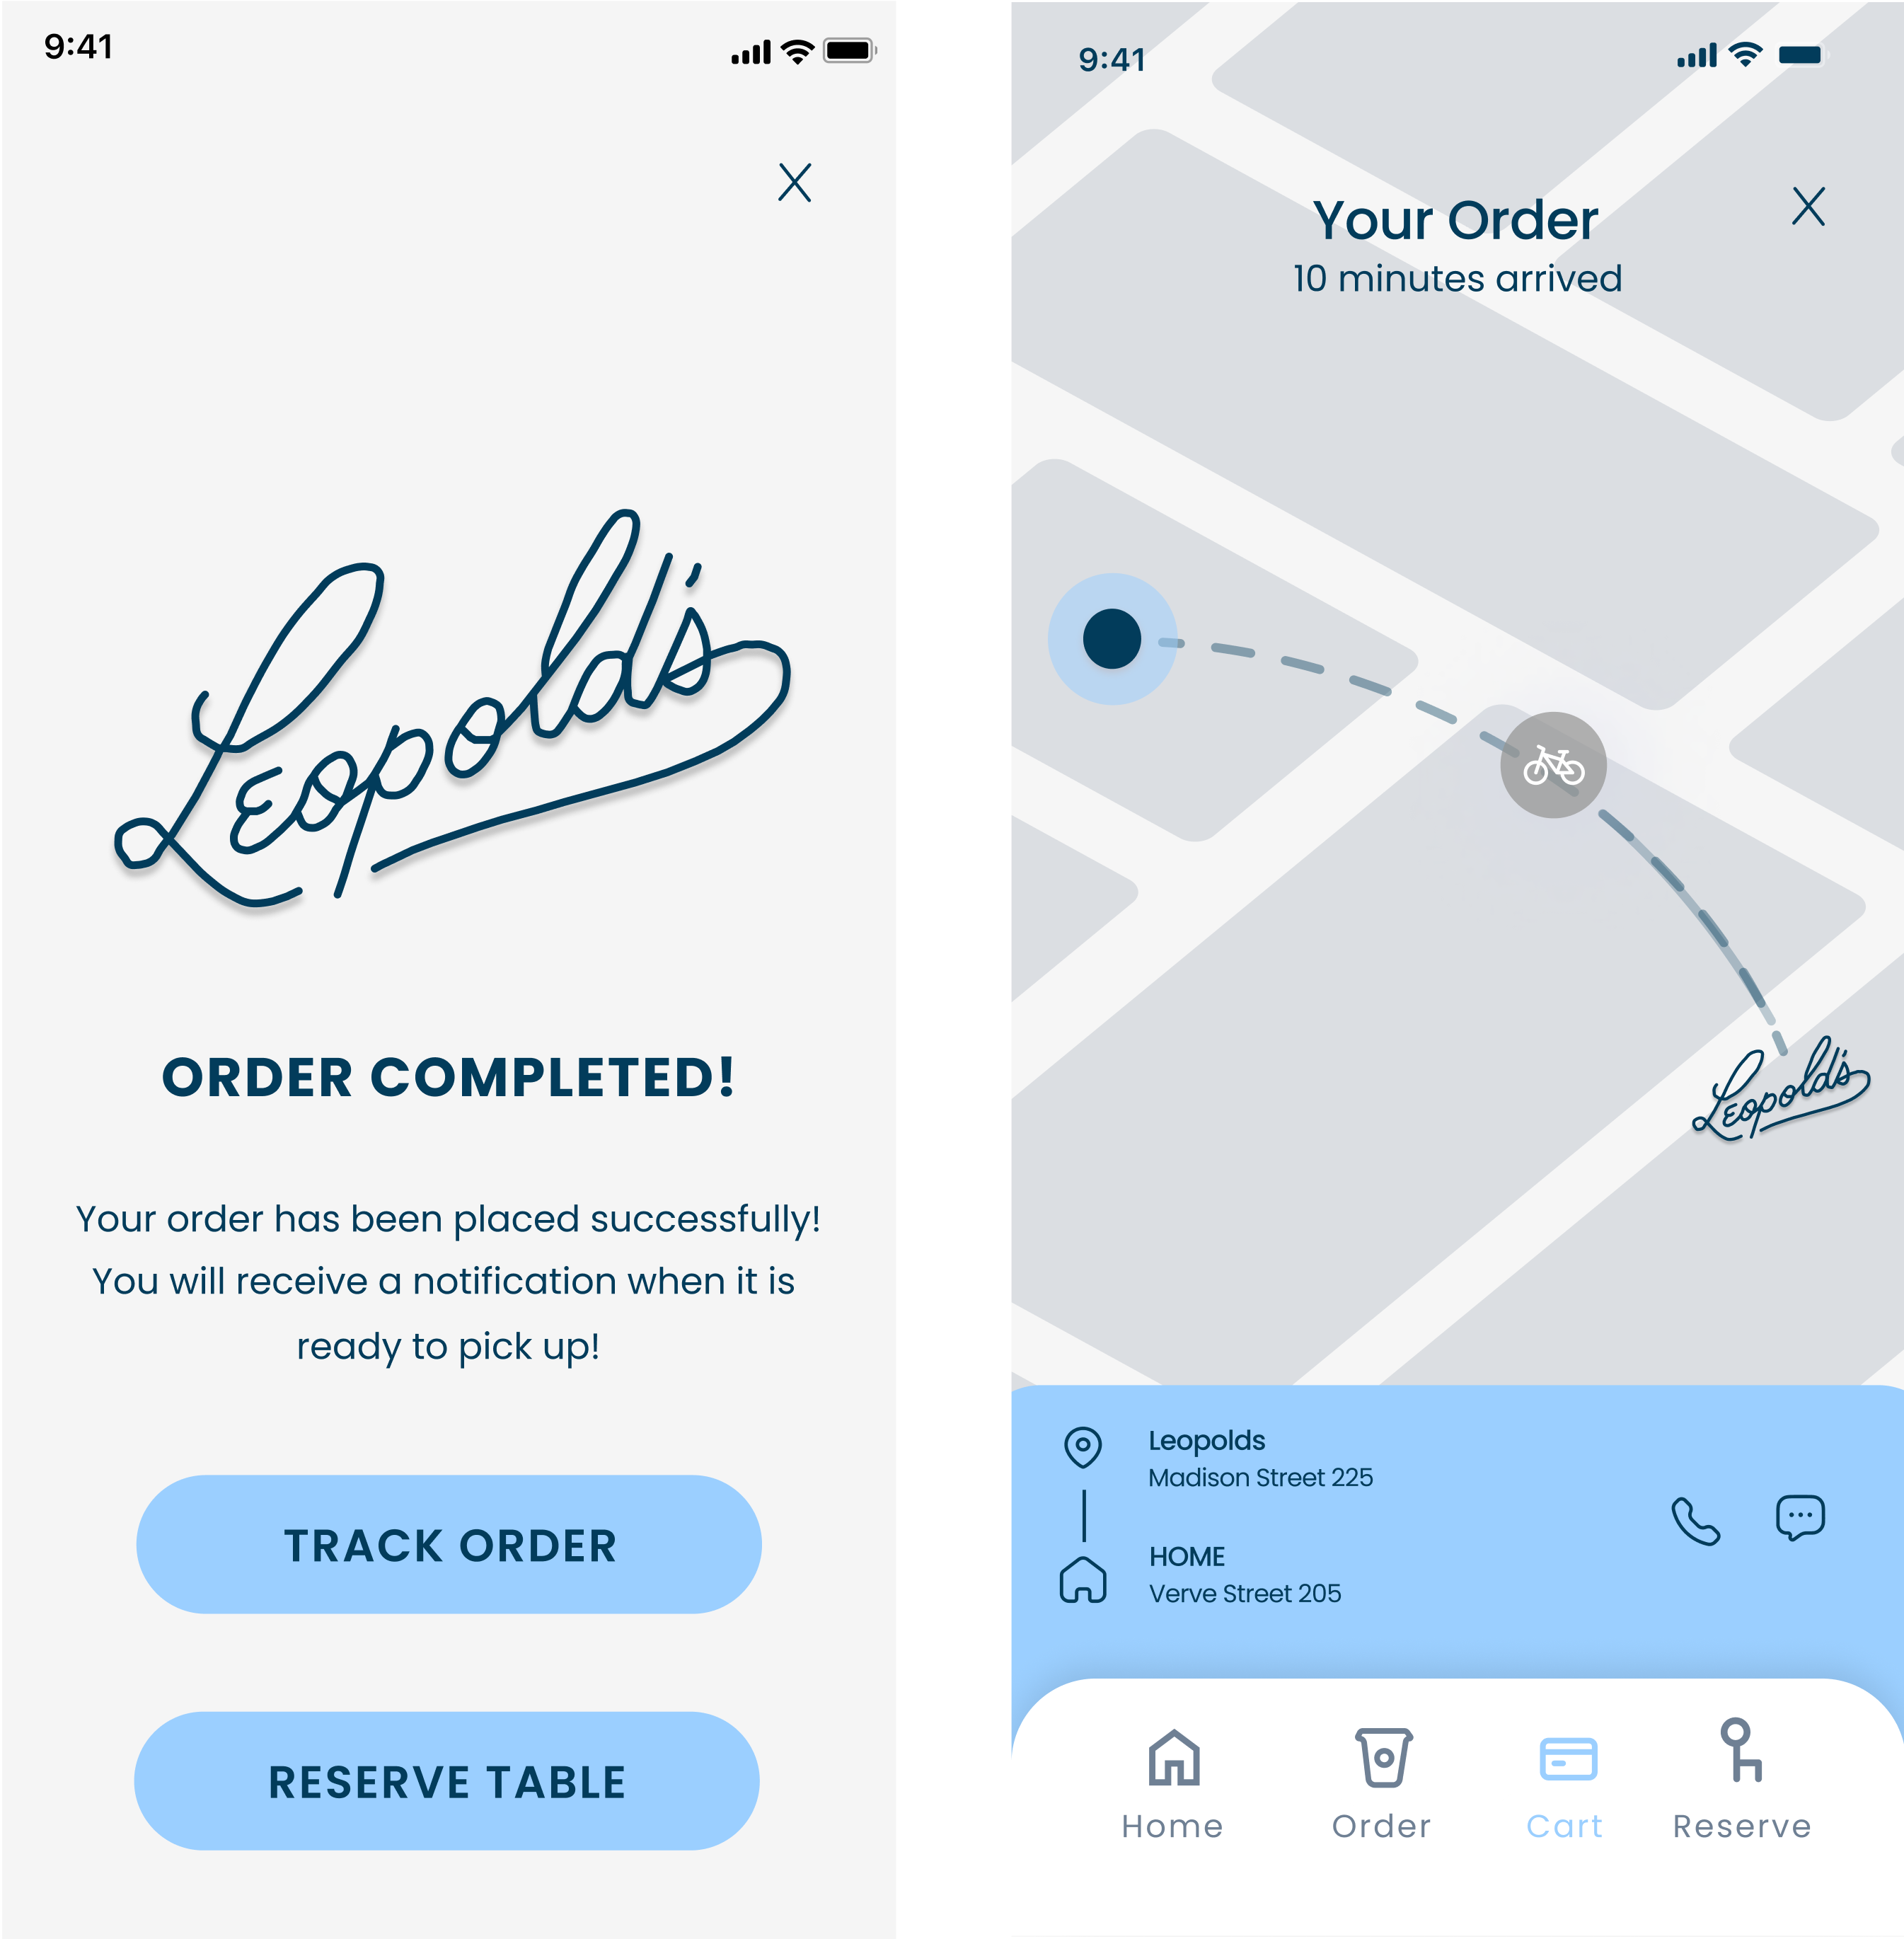 9:41
Leopold's
ORDER COMPLETED!
Your order has been placed successfully!
You will receive a notification when it is
ready to pick up!
TRACK ORDER
RESERVE TABLE
9:41
Your Order
10 minutes arrived
Leopold's
Leopolds
Madison Street 225
HOME
Verve Street 205
Home
Order
Cart
Reserve